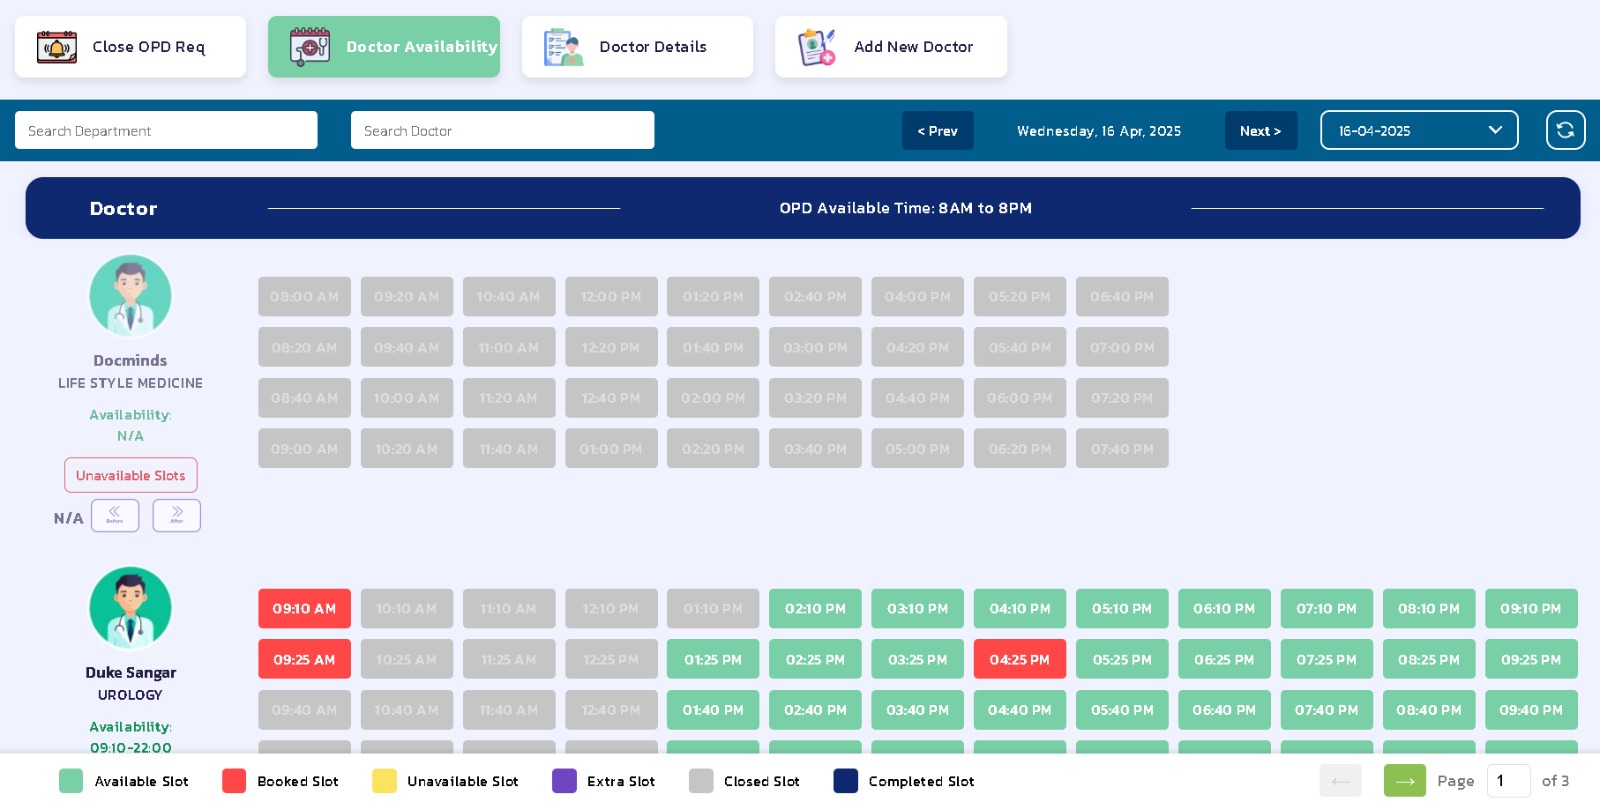 Close OPD Req
Doctor Availability
Doctor Details
Add New Doctor
Search Department
Search Doctor
< Prev
Wednesday, 16 Apr, 2025
Next >
16-04-2025
Doctor
OPD Available Time: 8AM to 8PM
Docminds
LIFE STYLE MEDICINE
Availability:
N/A
Unavailable Slots
N/A
Before
After
08:00 AM 09:20 AM 10:40 AM 12:00 PM 01:20 PM 02:40 PM 04:00 PM 05:20 PM 06:40 PM
08:20 AM 09:40 AM 11:00 AM 12:20 PM 01:40 PM 03:00 PM 04:20 PM 05:40 PM 07:00 PM
08:40 AM 10:00 AM 11:20 AM 12:40 PM 02:00 PM 03:20 PM 04:40 PM 06:00 PM 07:20 PM
09:00 AM 10:20 AM 11:40 AM 01:00 PM 02:20 PM 03:40 PM 05:00 PM 06:20 PM 07:40 PM
Duke Sangar
UROLOGY
Availability:
09:10-22:00
09:10 AM 10:10 AM 11:10 AM 12:10 PM 01:10 PM 02:10 PM 03:10 PM 04:10 PM 05:10 PM 06:10 PM 07:10 PM 08:10 PM 09:10 PM
09:25 AM 10:25 AM 11:25 AM 12:25 PM 01:25 PM 02:25 PM 03:25 PM 04:25 PM 05:25 PM 06:25 PM 07:25 PM 08:25 PM 09:25 PM
09:40 AM 10:40 AM 11:40 AM 12:40 PM 01:40 PM 02:40 PM 03:40 PM 04:40 PM 05:40 PM 06:40 PM 07:40 PM 08:40 PM 09:40 PM
Available Slot
Booked Slot
Unavailable Slot
Extra Slot
Closed Slot
Completed Slot
Page 1 of 3